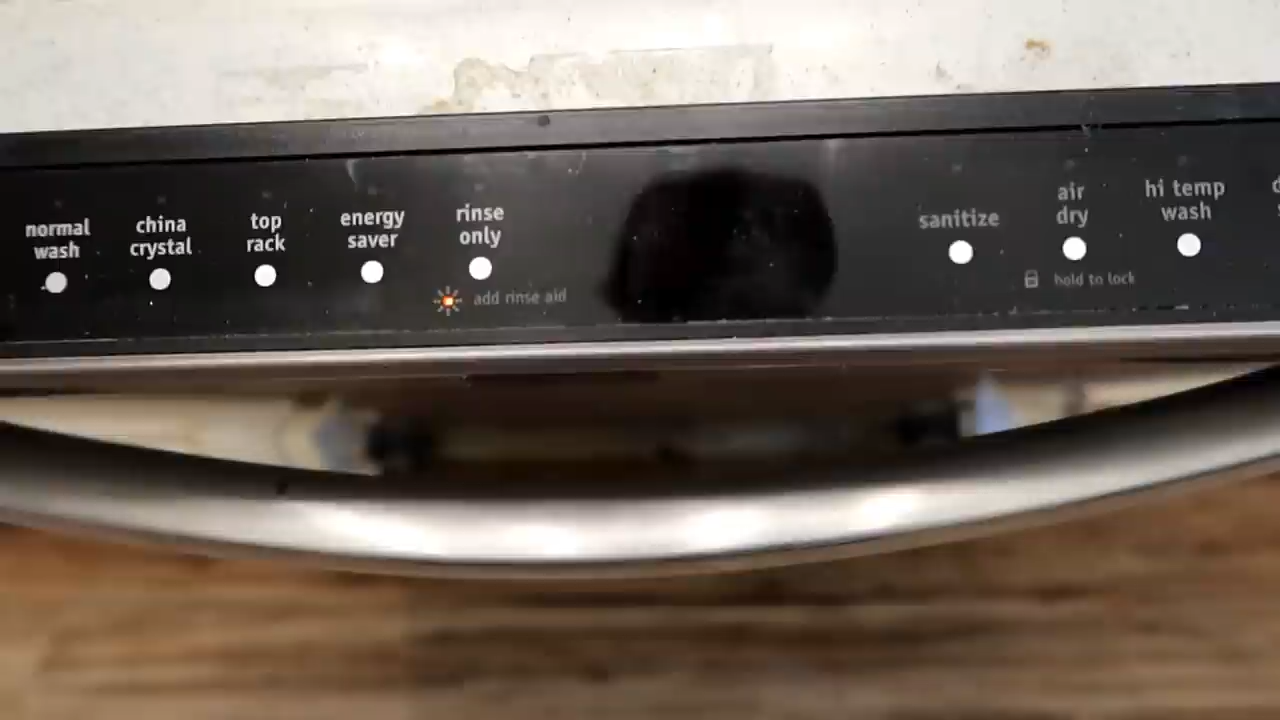 normal
wash
china
crystal
top
rack
energy
saver
rinse
only
add rinse aid
sanitize
air
dry
hold to lock
hi temp
wash